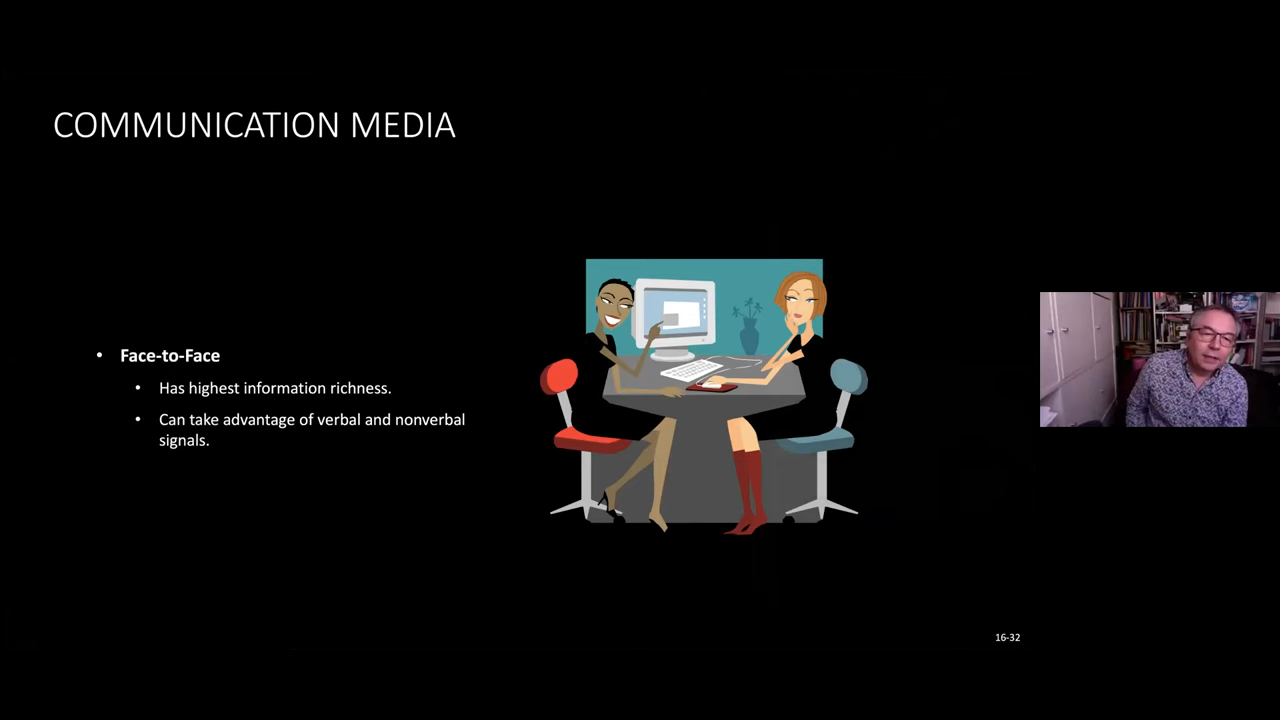 COMMUNICATION MEDIA
• Face-to-Face
• Has highest information richness.
• Can take advantage of verbal and nonverbal
signals.
16-32